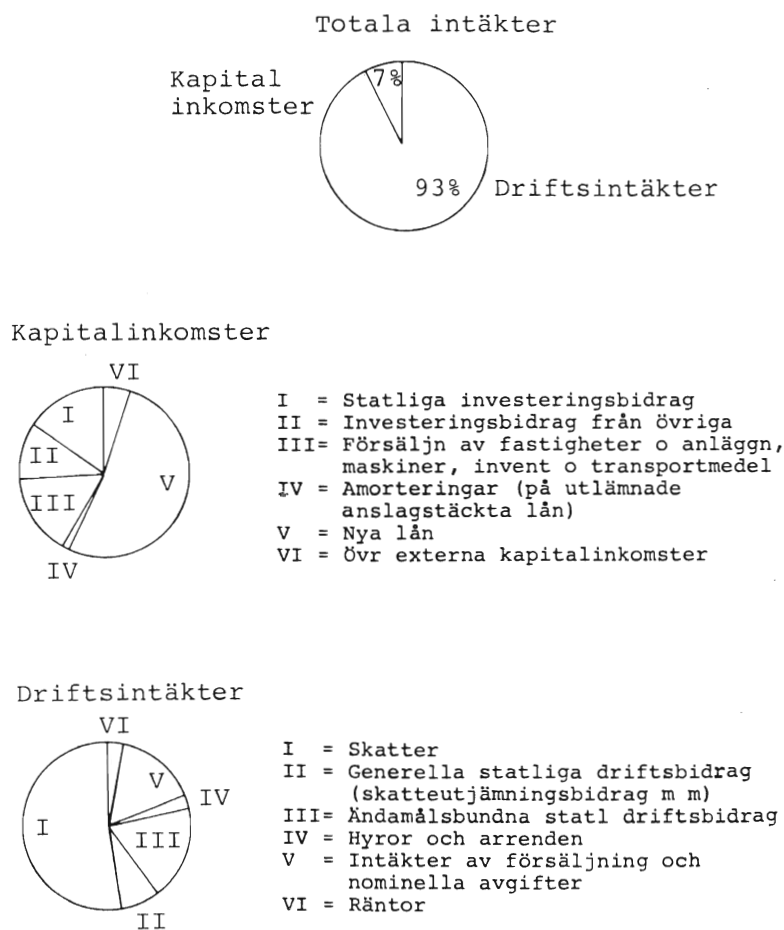 Totala intäkter
Kapital
inkomster
7%
93%
Driftsintäkter
Kapitalinkomster
VI
I
II
III
IV
V
I = Statliga investeringsbidrag
II = Investeringsbidrag från övriga
III= Försäljn av fastigheter o anläggn,
maskiner, invent o transportmedel
IV = Amorteringar (på utlämnade
anslagstäckta lån)
V = Nya lån
VI = Övr externa kapitalinkomster
Driftsintäkter
VI
V
IV
I
III
II
I = Skatter
II = Generella statliga driftsbidrag
(skatteutjämningsbidrag m m)
III= Ändamålsbundna statl driftsbidrag
IV = Hyror och arrenden
V = Intäkter av försäljning och
nominella avgifter
VI = Räntor